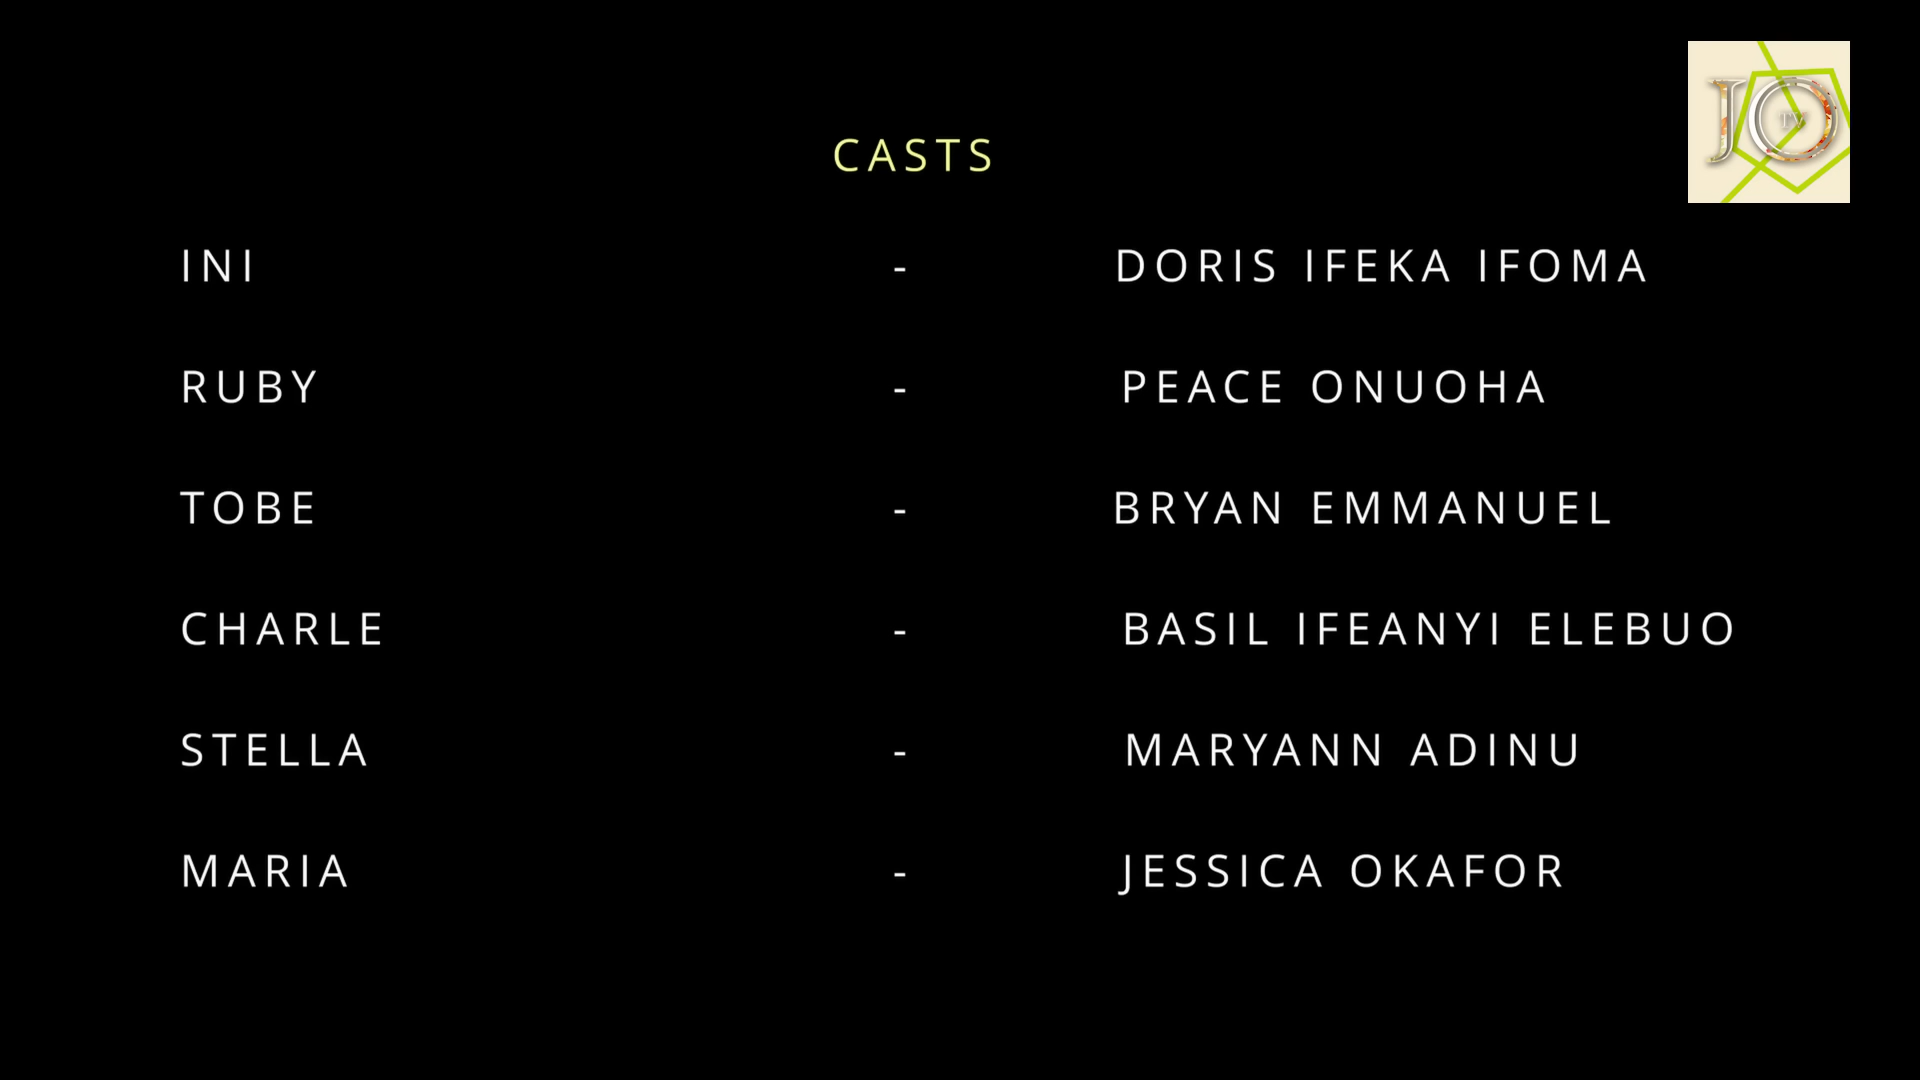 JO TV
CASTS
INI - DORIS IFEKA IFOMA
RUBY - PEACE ONUOHA
TOBE - BRYAN EMMANUEL
CHARLE - BASIL IFEANYI ELEBUO
STELLA - MARYANN ADINU
MARIA - JESSICA OKAFOR